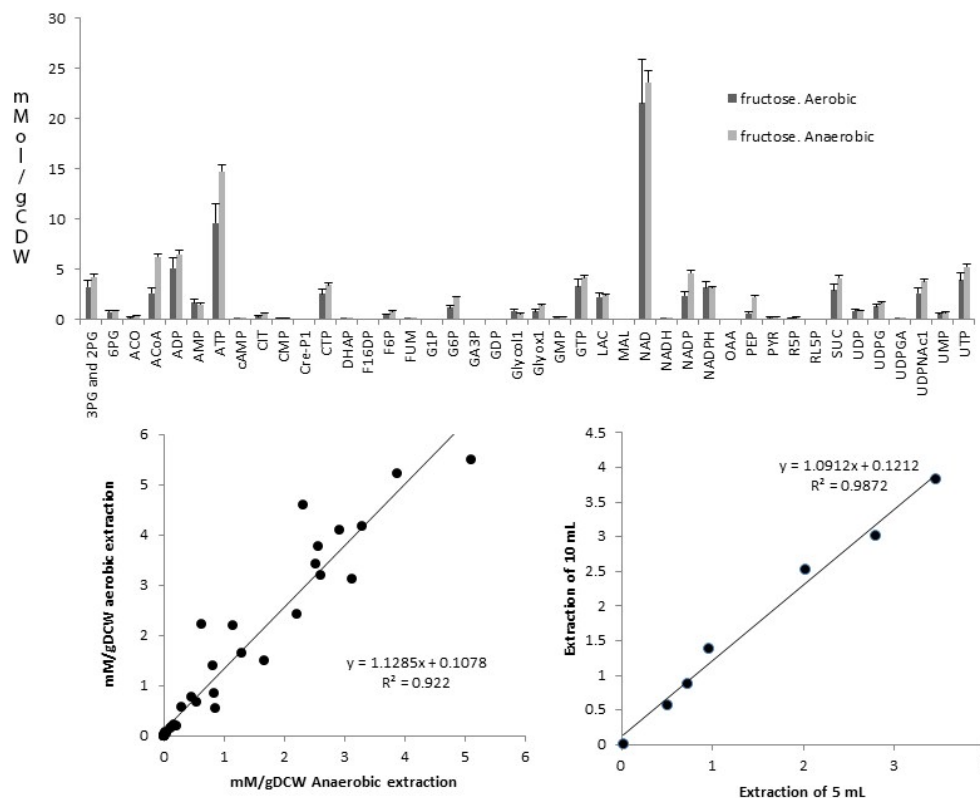 30
25
20
15
10
5
0
mMol/gCDW
fructose. Aerobic
fructose. Anaerobic
3PG and 2PG
6PG
ACO
ACoA
ADP
AMP
ATP
cAMP
CIT
CMP
Cre-P1
CTP
DHAP
F16DP
F6P
FUM
G1P
G6P
GA3P
GDP
Glycol1
Glyox1
GMP
GTP
LAC
MAL
NAD
NADH
NADP
NADPH
OAA
PEP
PYR
R5P
RL5P
SUC
UDP
UDPG
UDPGA
UDPNAc1
UMP
UTP
6
5
4
3
2
1
0
mM/gDCW aerobic extraction
y = 1.1285x + 0.1078
R² = 0.922
0 1 2 3 4 5 6
mM/gDCW Anaerobic extraction
4.5
4
3.5
3
2.5
2
1.5
1
0.5
0
Extraction of 10 mL
y = 1.0912x + 0.1212
R² = 0.9872
0 1 2 3
Extraction of 5 mL